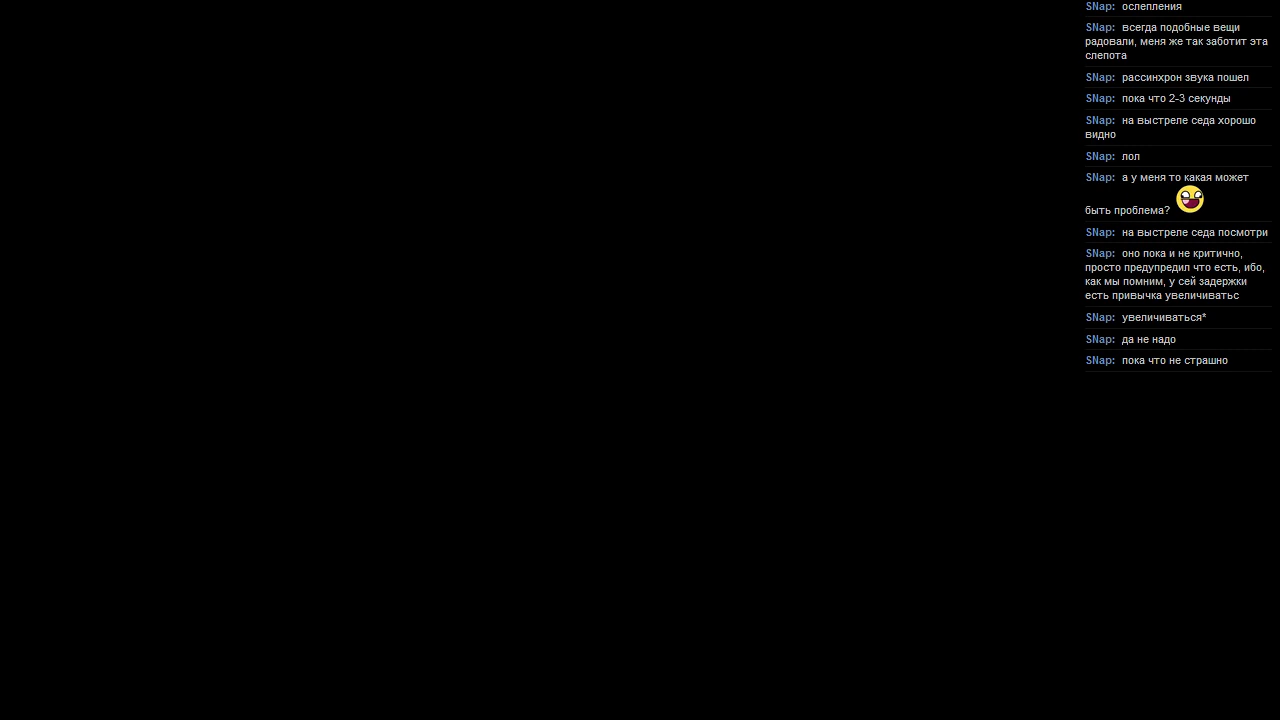 SNap: ослепления
SNap: всегда подобные вещи
радовали, меня же так заботит эта
слепота
SNap: рассинхрон звука пошел
SNap: пока что 2-3 секунды
SNap: на выстреле седа хорошо
видно
SNap: лол
SNap: а у меня то какая может
быть проблема?
SNap: на выстреле седа посмотри
SNap: оно пока и не критично,
просто предупредил что есть, ибо,
как мы помним, у сей задержки
есть привычка увеличиватьс
SNap: увеличиваться*
SNap: да не надо
SNap: пока что не страшно